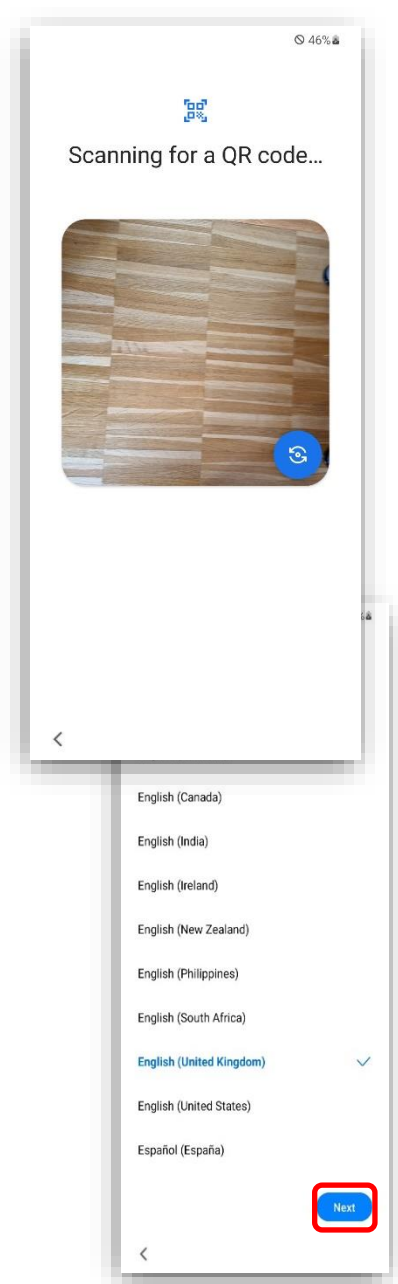 46%
Scanning for a QR code...
English (Canada)
English (India)
English (Ireland)
English (New Zealand)
English (Philippines)
English (South Africa)
English (United Kingdom)
English (United States)
Español (España)
Next